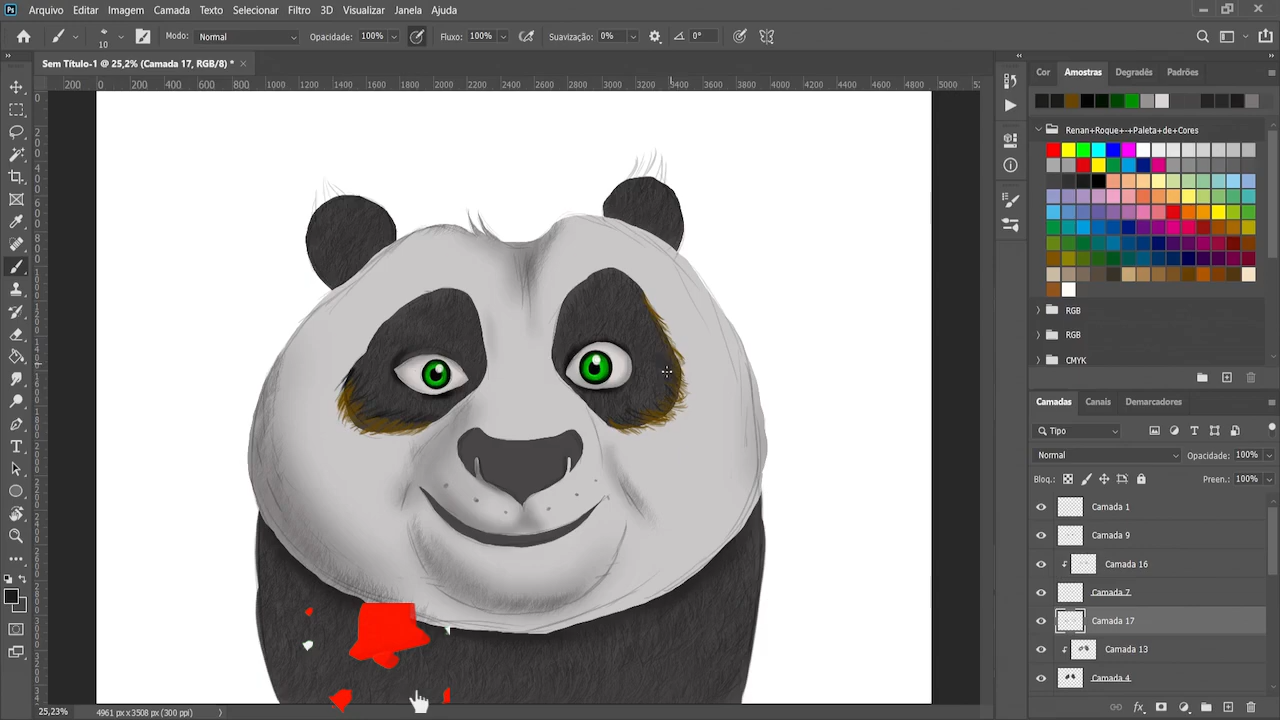 Ps Arquivo Editar Imagem Camada Texto Selecionar Filtro 3D Visualizar Janela Ajuda
10 Modo: Normal Opacidade: 100% Fluxo: 100% Suavização: 0% 0°
Sem Título-1 @ 25,2% (Camada 17, RGB/8) * ×
200 0 200 400 600 800 1000 1200 1400 1600 1800 2000 2200 2400 2600 2800 3000 3200 3400 3600 3800 4000 4200 4400 4600 4800 5000
Cor Amostras Degradês Padrões
Renan+Roque+-+Paleta+de+Cores
RGB
RGB
CMYK
Camadas Canais Demarcadores
Tipo
Normal Opacidade: 100%
Bloq.: Preen.: 100%
Camada 1
Camada 9
Camada 16
Camada 7
Camada 17
Camada 13
Camada 4
fx
25,23% 4961 px x 3508 px (300 ppi)